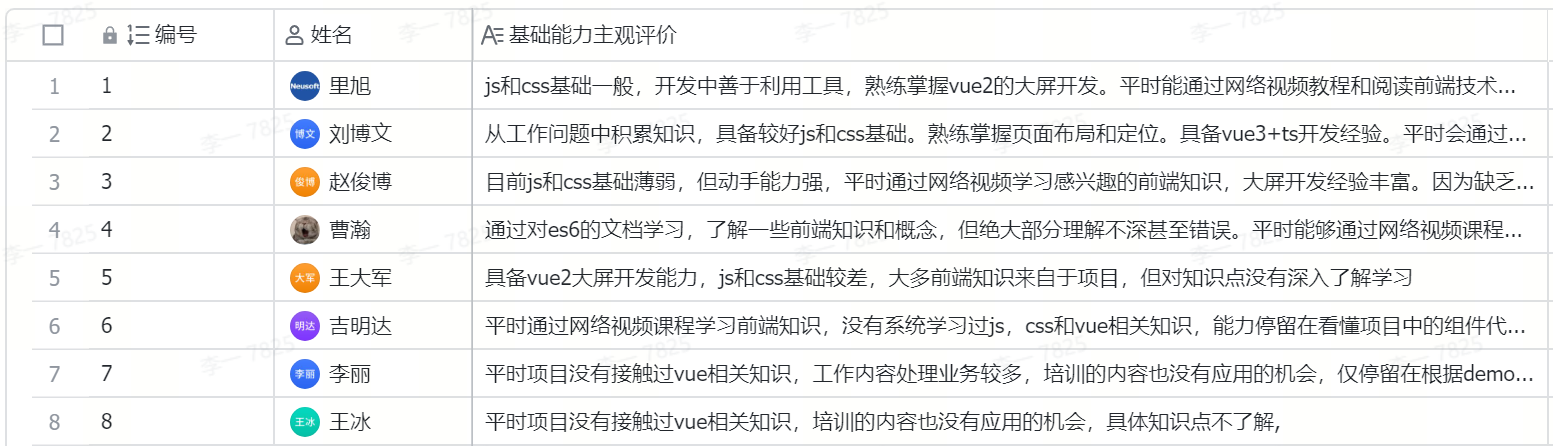 编号 姓名 基础能力主观评价
1 1 Neusoft 里旭 js和css基础一般，开发中善于利用工具，熟练掌握vue2的大屏开发。平时能通过网络视频教程和阅读前端技术...
2 2 博文 刘博文 从工作问题中积累知识，具备较好js和css基础。熟练掌握页面布局和定位。具备vue3+ts开发经验。平时会通过...
3 3 俊博 赵俊博 目前js和css基础薄弱，但动手能力强，平时通过网络视频学习感兴趣的前端知识，大屏开发经验丰富。因为缺乏...
4 4 曹瀚 通过对es6的文档学习，了解一些前端知识和概念，但绝大部分理解不深甚至错误。平时能够通过网络视频课程...
5 5 大军 王大军 具备vue2大屏开发能力，js和css基础较差，大多前端知识来自于项目，但对知识点没有深入了解学习
6 6 明达 吉明达 平时通过网络视频课程学习前端知识，没有系统学习过js，css和vue相关知识，能力停留在看懂项目中的组件代...
7 7 李丽 李丽 平时项目没有接触过vue相关知识，工作内容处理业务较多，培训的内容也没有应用的机会，仅停留在根据demo...
8 8 王冰 王冰 平时项目没有接触过vue相关知识，培训的内容也没有应用的机会，具体知识点不了解,
李一 7825